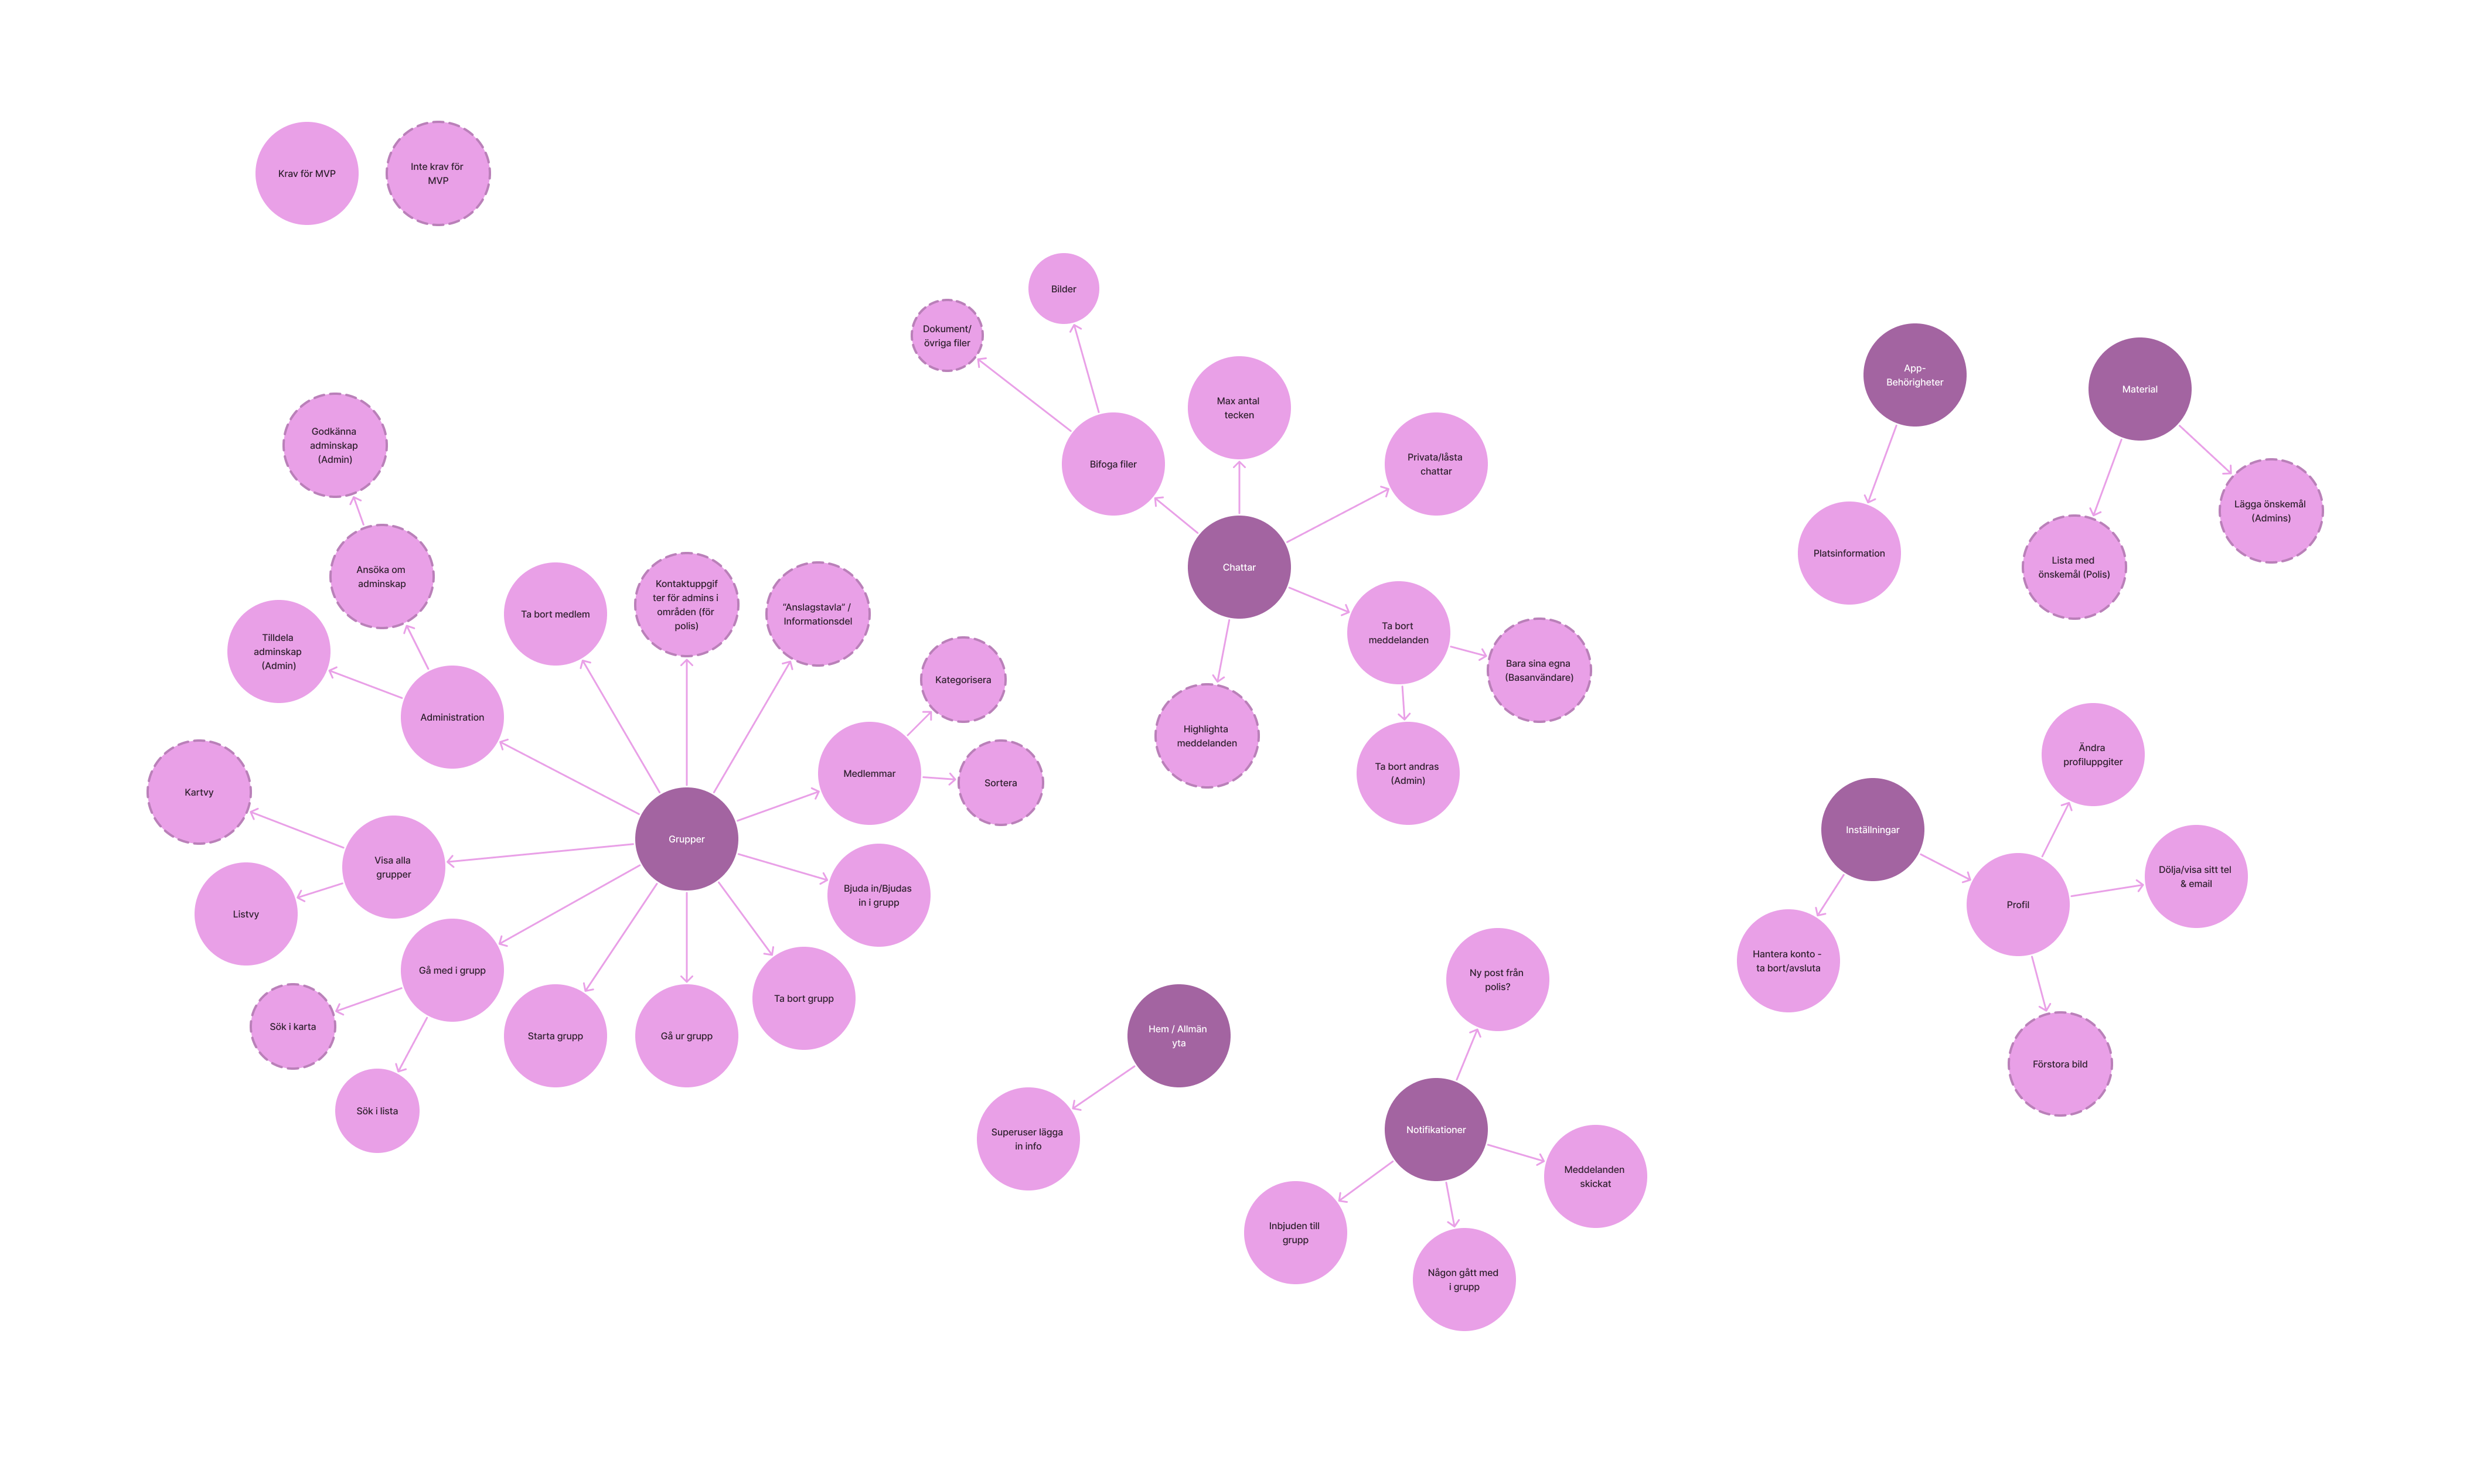 Krav för MVP
Inte krav för
MVP
Bilder
Dokument/
övriga filer
Max antal
tecken
Bifoga filer
Privata/låsta
chattar
Chattar
Ta bort
meddelanden
Bara sina egna
(Basanvändare)
Highlighta
meddelanden
Ta bort andras
(Admin)
App-
Behörigheter
Platsinformation
Material
Lägga önskemål
(Admins)
Lista med
önskemål (Polis)
Godkänna
adminskap
(Admin)
Ansöka om
adminskap
Tilldela
adminskap
(Admin)
Administration
Ta bort medlem
Kontaktuppgif
ter för admins i
områden (för
polis)
“Anslagstavla” /
Informationsdel
Kategorisera
Medlemmar
Sortera
Kartvy
Visa alla
grupper
Listvy
Grupper
Bjuda in/Bjudas
in i grupp
Gå med i grupp
Sök i karta
Sök i lista
Starta grupp
Gå ur grupp
Ta bort grupp
Hem / Allmän
yta
Superuser lägga
in info
Ny post från
polis?
Notifikationer
Meddelanden
skickat
Inbjuden till
grupp
Någon gått med
i grupp
Ändra
profiluppgiter
Inställningar
Dölja/visa sitt tel
& email
Profil
Hantera konto -
ta bort/avsluta
Förstora bild